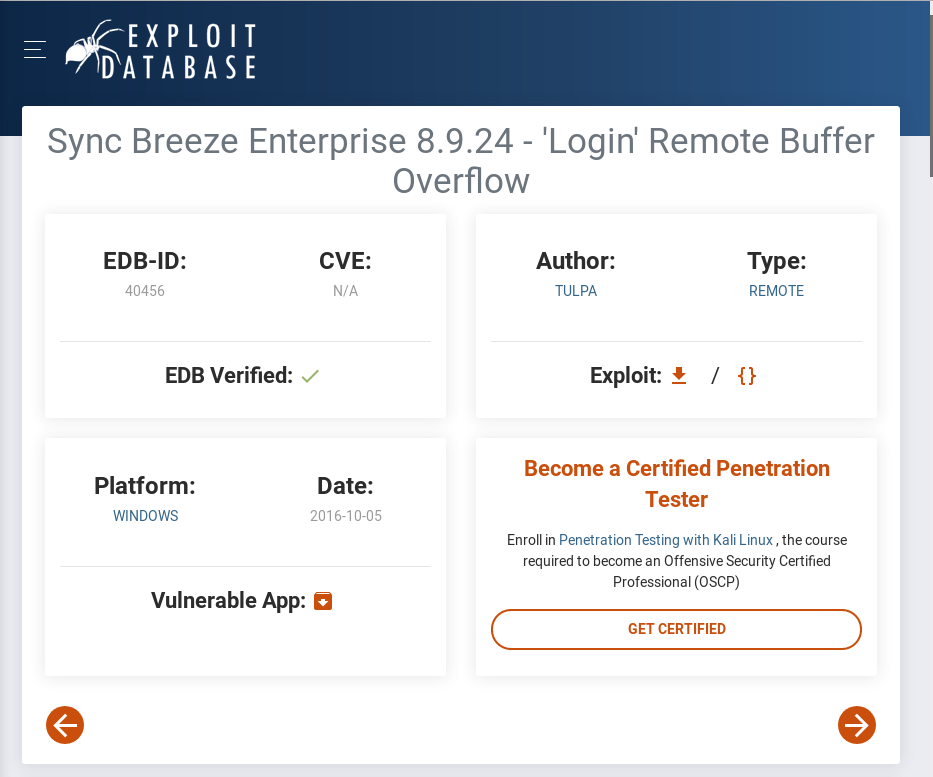 EXPLOIT
DATABASE
Sync Breeze Enterprise 8.9.24 - 'Login' Remote Buffer
Overflow
EDB-ID:
40456
CVE:
N/A
EDB Verified:
Author:
TULPA
Type:
REMOTE
Exploit: / {}
Platform:
WINDOWS
Date:
2016-10-05
Vulnerable App:
Become a Certified Penetration
Tester
Enroll in Penetration Testing with Kali Linux , the course
required to become an Offensive Security Certified
Professional (OSCP)
GET CERTIFIED